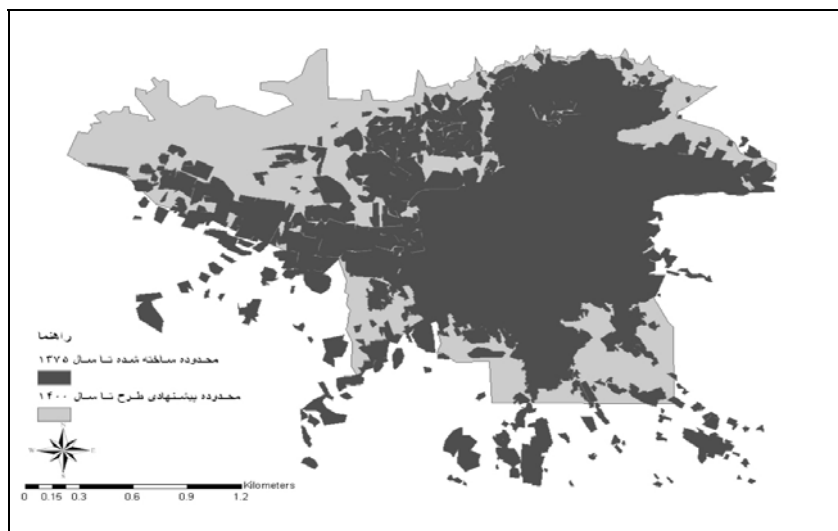 راهنما
محدوده ساخته شده تا سال ۱۳۷۵
محدوده پیشنهادی طرح تا سال ۱۴۰۰
N
W E
S
Kilometers
0 0.15 0.3 0.6 0.9 1.2